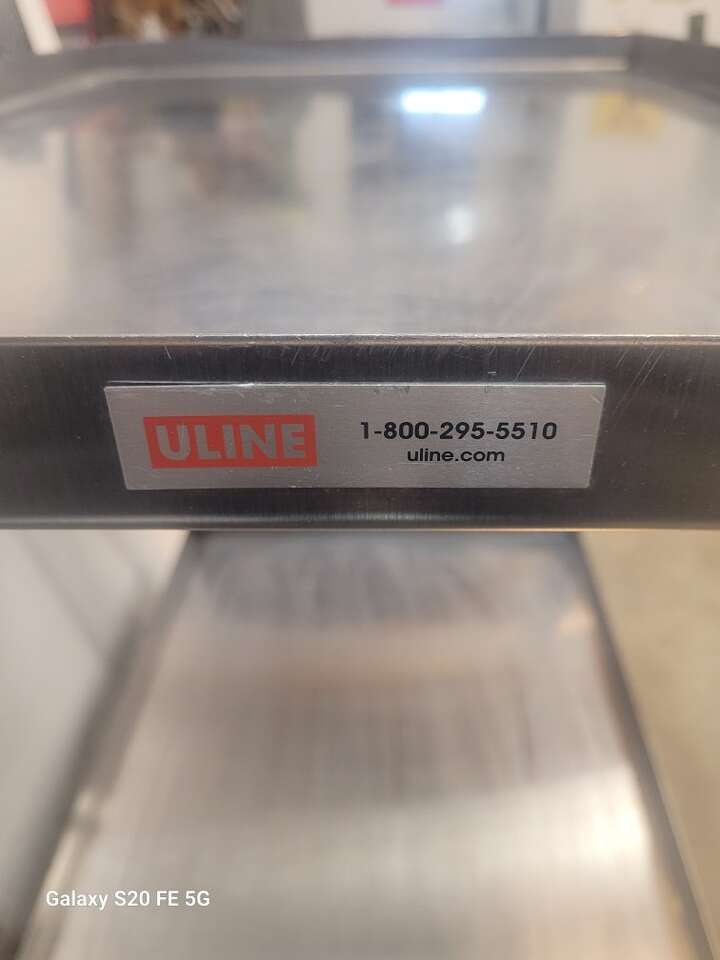 ULINE
1-800-295-5510
uline.com
Galaxy S20 FE 5G